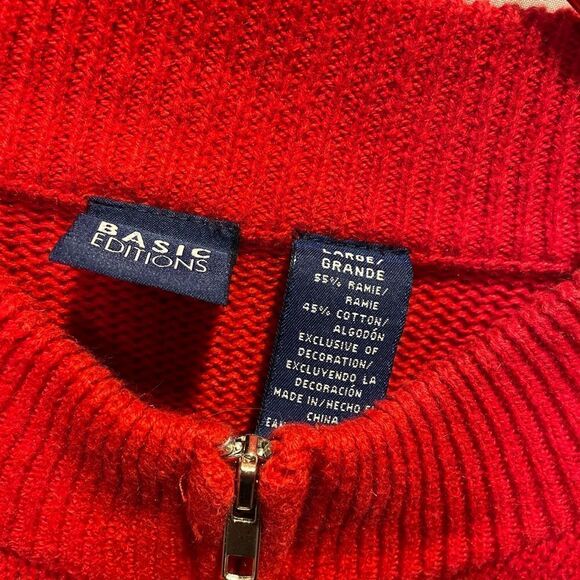 BASIC
EDITIONS
LARGE/
GRANDE
55% RAMIE/
RAMIE
45% COTTON/
ALGODÓN
EXCLUSIVE OF
DECORATION/
EXCLUYENDO LA
DECORACIÓN
MADE IN/HECHO
CHINA